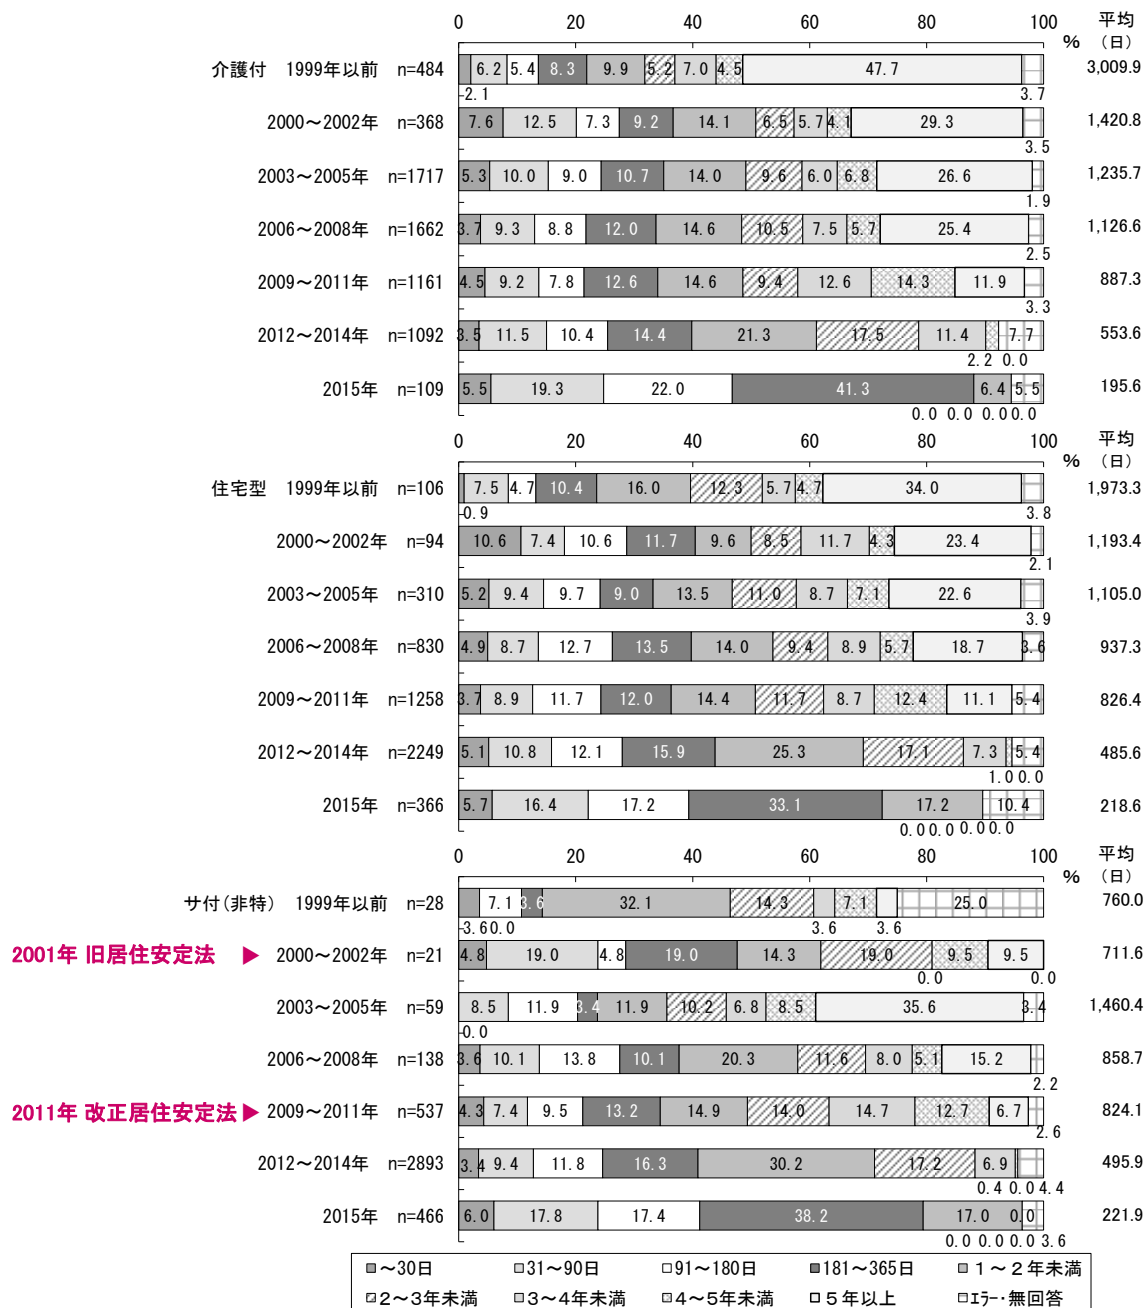 0 20 40 60 80 100 平均
% (日)
介護付 1999年以前 n=484 6.2 5.4 8.3 9.9 5.2 7.0 4.5 47.7 3,009.9
2.1 3.7
2000～2002年 n=368 7.6 12.5 7.3 9.2 14.1 6.5 5.7 4.1 29.3 1,420.8
3.5
2003～2005年 n=1717 5.3 10.0 9.0 10.7 14.0 9.6 6.0 6.8 26.6 1,235.7
1.9
2006～2008年 n=1662 3.7 9.3 8.8 12.0 14.6 10.5 7.5 5.7 25.4 1,126.6
2.5
2009～2011年 n=1161 4.5 9.2 7.8 12.6 14.6 9.4 12.6 14.3 11.9 887.3
3.3
2012～2014年 n=1092 3.5 11.5 10.4 14.4 21.3 17.5 11.4 7.7 553.6
2.2 0.0
2015年 n=109 5.5 19.3 22.0 41.3 6.4 5.5 195.6
0.0 0.0 0.0 0.0
0 20 40 60 80 100 平均
% (日)
住宅型 1999年以前 n=106 7.5 4.7 10.4 16.0 12.3 5.7 4.7 34.0 1,973.3
0.9 3.8
2000～2002年 n=94 10.6 7.4 10.6 11.7 9.6 8.5 11.7 4.3 23.4 1,193.4
2.1
2003～2005年 n=310 5.2 9.4 9.7 9.0 13.5 11.0 8.7 7.1 22.6 1,105.0
3.9
2006～2008年 n=830 4.9 8.7 12.7 13.5 14.0 9.4 8.9 5.7 18.7 3.6 937.3
2009～2011年 n=1258 3.7 8.9 11.7 12.0 14.4 11.7 8.7 12.4 11.1 5.4 826.4
2012～2014年 n=2249 5.1 10.8 12.1 15.9 25.3 17.1 7.3 5.4 485.6
1.0 0.0
2015年 n=366 5.7 16.4 17.2 33.1 17.2 10.4 218.6
0.0 0.0 0.0 0.0
0 20 40 60 80 100 平均
% (日)
サ付(非特) 1999年以前 n=28 7.1 3.6 32.1 14.3 7.1 25.0 760.0
3.6 0.0 3.6 3.6
2001年 旧居住安定法 ▶ 2000～2002年 n=21 4.8 19.0 4.8 19.0 14.3 19.0 9.5 9.5 711.6
0.0 0.0
2003～2005年 n=59 8.5 11.9 3.4 11.9 10.2 6.8 8.5 35.6 3.4 1,460.4
0.0
2006～2008年 n=138 3.6 10.1 13.8 10.1 20.3 11.6 8.0 5.1 15.2 858.7
2.2
2011年 改正居住安定法 ▶ 2009～2011年 n=537 4.3 7.4 9.5 13.2 14.9 14.0 14.7 12.7 6.7 824.1
2.6
2012～2014年 n=2893 3.4 9.4 11.8 16.3 30.2 17.2 6.9 495.9
0.4 0.0 4.4
2015年 n=466 6.0 17.8 17.4 38.2 17.0 0.0 221.9
0.0 0.0 0.0 3.6
～30日 31～90日 91～180日 181～365日 1～2年未満
2～3年未満 3～4年未満 4～5年未満 5年以上 ｴﾗｰ・無回答